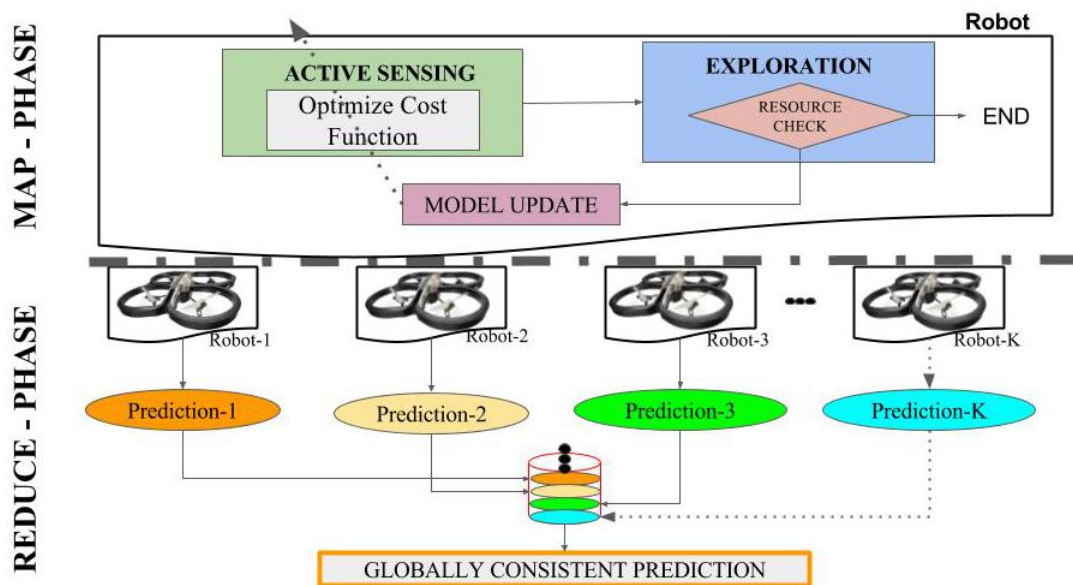 MAP - PHASE
Robot
ACTIVE SENSING
Optimize Cost
Function
EXPLORATION
RESOURCE
CHECK
END
MODEL UPDATE
REDUCE - PHASE
Robot-1
Robot-2
Robot-3
Robot-K
Prediction-1
Prediction-2
Prediction-3
Prediction-K
GLOBALLY CONSISTENT PREDICTION